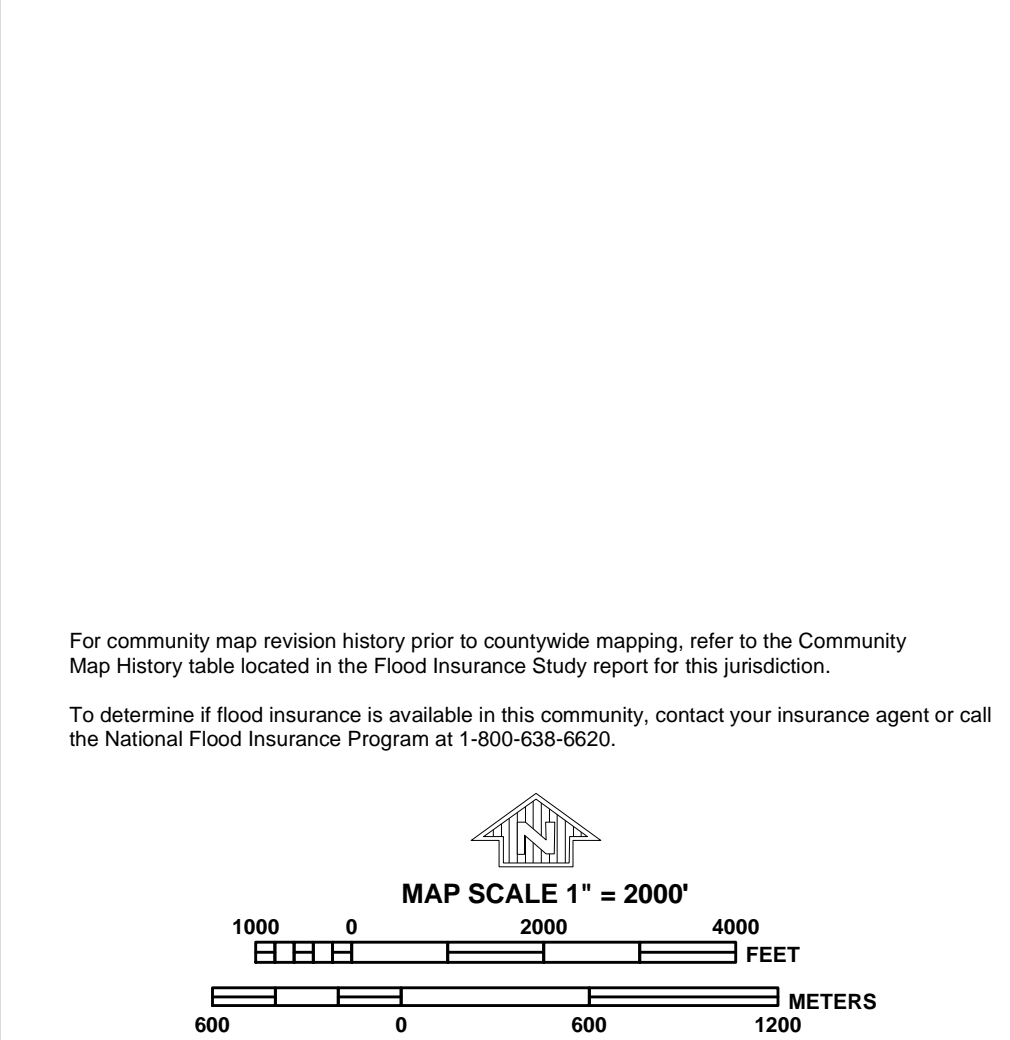 For community map revision history prior to countywide mapping, refer to the Community
Map History table located in the Flood Insurance Study report for this jurisdiction.
To determine if flood insurance is available in this community, contact your insurance agent or call
the National Flood Insurance Program at 1-800-638-6620.
N
MAP SCALE 1" = 2000'
1000 0 2000 4000
FEET
METERS
600 0 600 1200